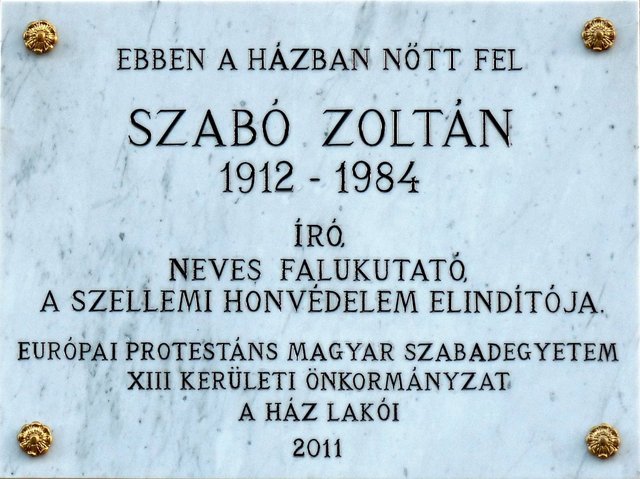 EBBEN A HÁZBAN NŐTT FEL
SZABÓ ZOLTÁN
1912 - 1984
ÍRÓ,
NEVES FALUKUTATÓ,
A SZELLEMI HONVÉDELEM ELINDÍTÓJA.
EURÓPAI PROTESTÁNS MAGYAR SZABADEGYETEM
XIII KERÜLETI ÖNKORMÁNYZAT
A HÁZ LAKÓI
2011